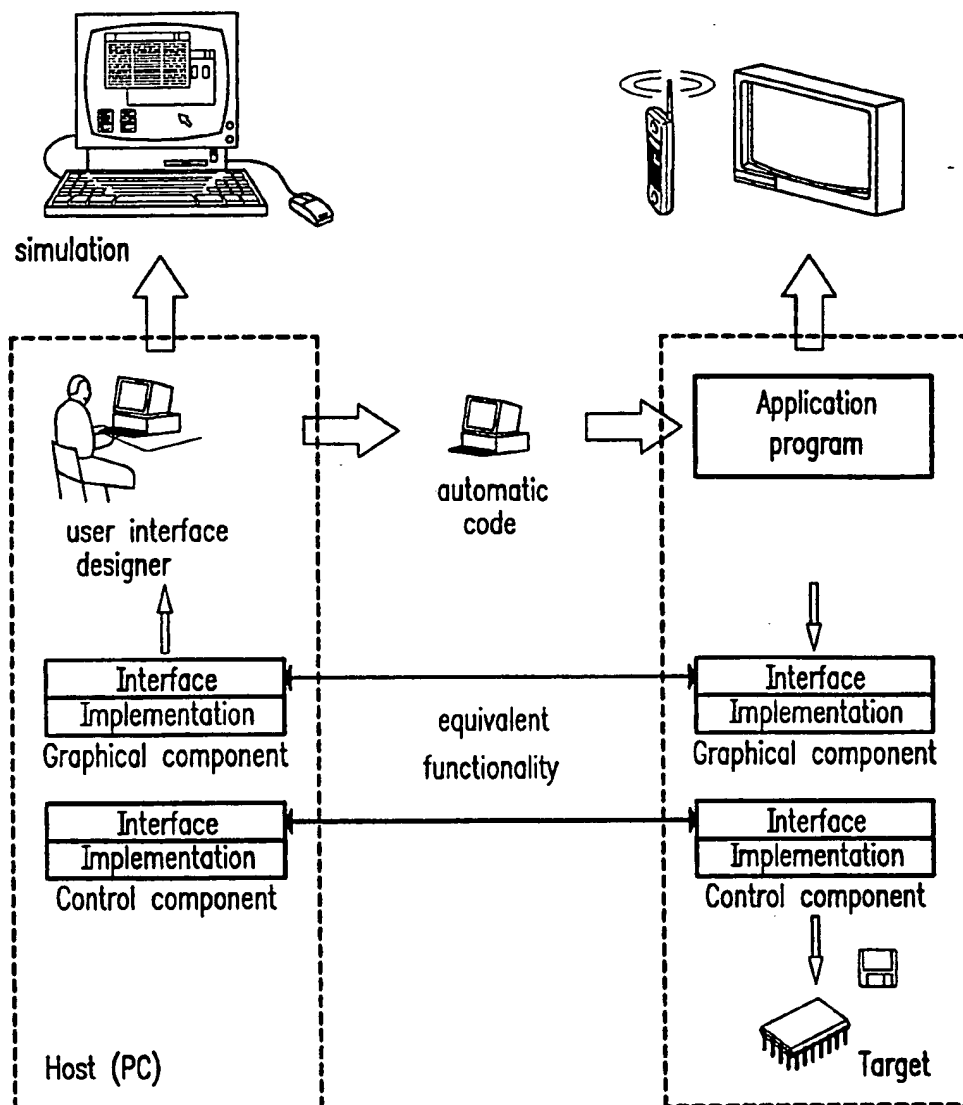 simulation
user interface
designer
automatic
code
Application
program
Interface
Implementation
Graphical component
equivalent
functionality
Interface
Implementation
Graphical component
Interface
Implementation
Control component
Interface
Implementation
Control component
Host (PC)
Target